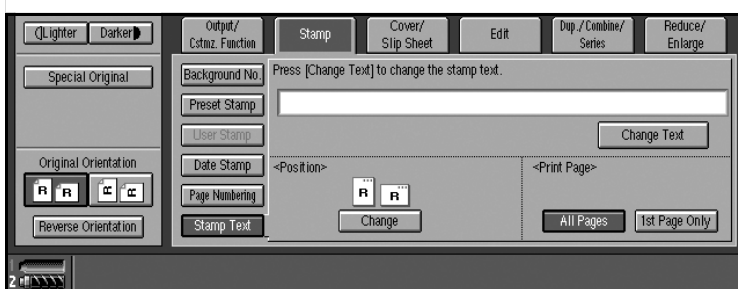 Lighter Darker
Special Original
Original Orientation
R R R R
Reverse Orientation
Output/
Cstmz. Function
Stamp
Cover/
Slip Sheet
Edit
Dup./Combine/
Series
Reduce/
Enlarge
Background No.
Preset Stamp
User Stamp
Date Stamp
Page Numbering
Stamp Text
Press [Change Text] to change the stamp text.
Change Text
<Position>
R R
Change
<Print Page>
All Pages 1st Page Only
1
2